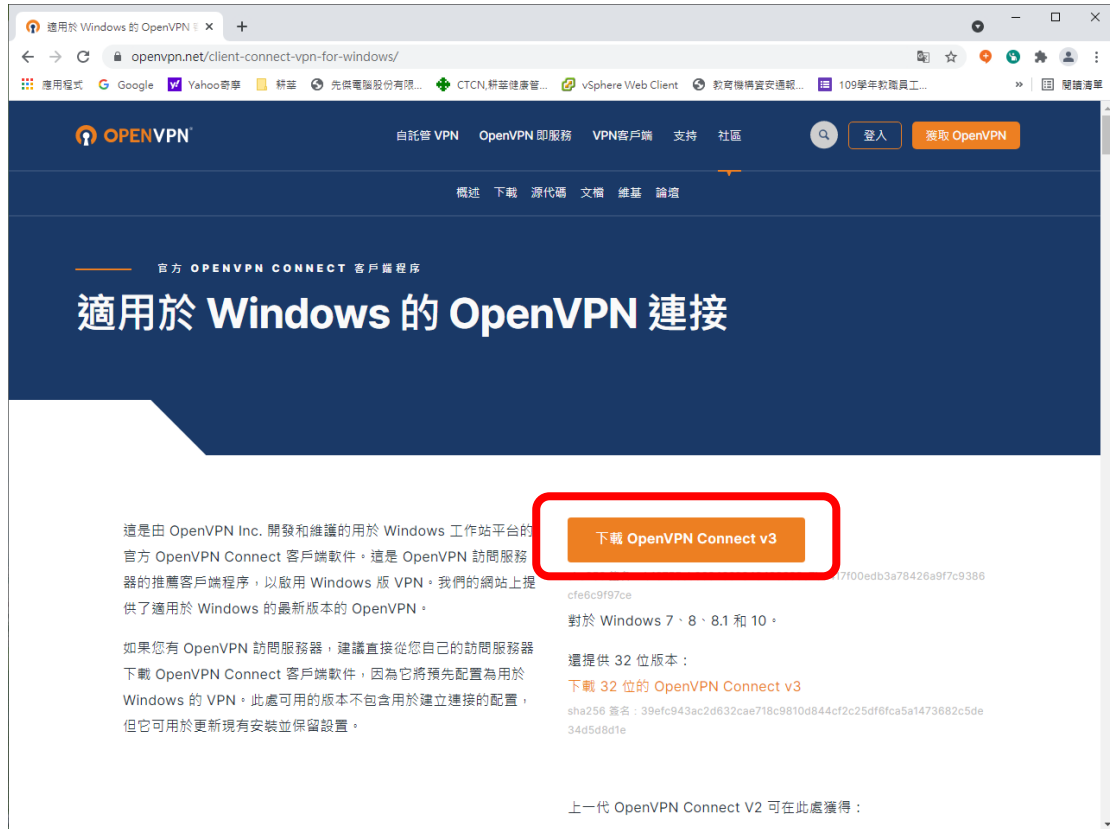 適用於 Windows 的 OpenVPN
openvpn.net/client-connect-vpn-for-windows/
應用程式 Google Yahoo奇摩 耕莘 先傑電腦股份有限... CTCN,耕莘健康管... vSphere Web Client 教育機構資安通報... 109學年教職員工... » 閱讀清單
OPENVPN 自託管 VPN OpenVPN 即服務 VPN客戶端 支持 社區 登入 獲取 OpenVPN
概述 下載 源代碼 文檔 維基 論壇
官方 OPENVPN CONNECT 客戶端程序
適用於 Windows 的 OpenVPN 連接
這是由 OpenVPN Inc. 開發和維護的用於 Windows 工作站平台的
官方 OpenVPN Connect 客戶端軟件。這是 OpenVPN 訪問服務
器的推薦客戶端程序，以啟用 Windows 版 VPN。我們的網站上提
供了適用於 Windows 的最新版本的 OpenVPN。
如果您有 OpenVPN 訪問服務器，建議直接從您自己的訪問服務器
下載 OpenVPN Connect 客戶端軟件，因為它將預先配置為用於
Windows 的 VPN。此處可用的版本不包含用於建立連接的配置，
但它可用於更新現有安裝並保留設置。
下載 OpenVPN Connect v3
7f00edb3a78426a9f7c9386
cfe6c9f97ce
對於 Windows 7、8、8.1 和 10。
還提供 32 位版本：
下載 32 位的 OpenVPN Connect v3
sha256 簽名：39efc943ac2d632cae718c9810d844cf2c25df6fca5a1473682c5de
34d5d8d1e
上一代 OpenVPN Connect V2 可在此處獲得：